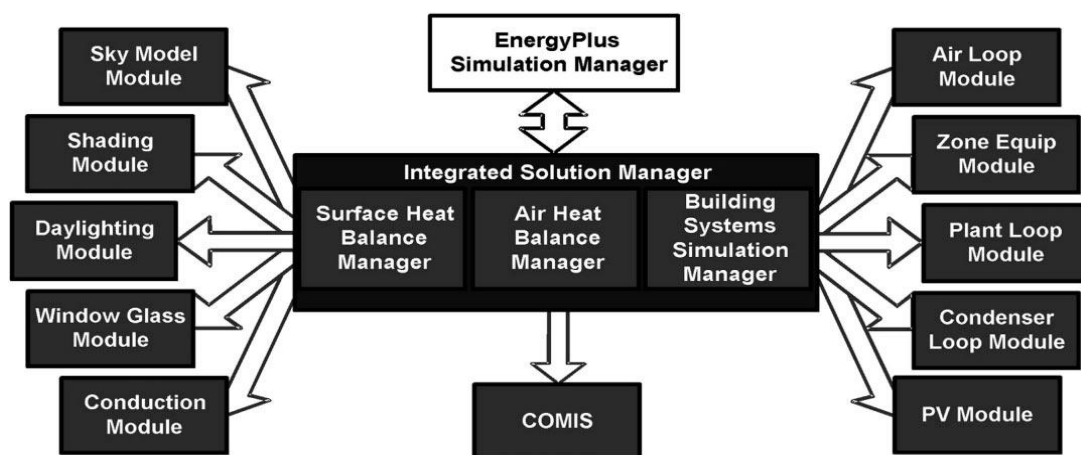 EnergyPlus
Simulation Manager
Sky Model
Module
Shading
Module
Daylighting
Module
Window Glass
Module
Conduction
Module
Integrated Solution Manager
Surface Heat
Balance
Manager
Air Heat
Balance
Manager
Building
Systems
Simulation
Manager
COMIS
Air Loop
Module
Zone Equip
Module
Plant Loop
Module
Condenser
Loop Module
PV Module